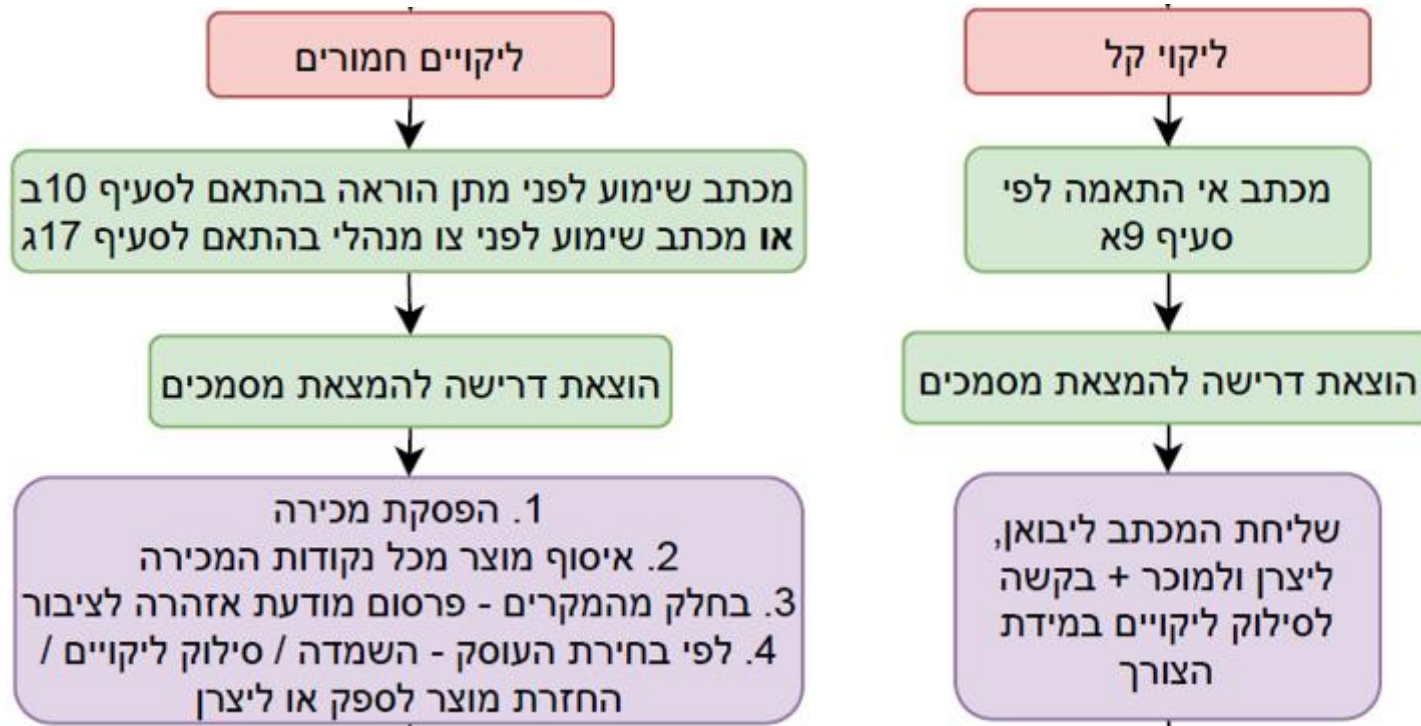 ליקוי קל
מכתב אי התאמה לפי
סעיף 9א
הוצאת דרישה להמצאת מסמכים
שליחת המכתב ליבואן,
ליצרן ולמוכר + בקשה
לסילוק ליקויים במידת
הצורך
ליקויים חמורים
מכתב שימוע לפני מתן הוראה בהתאם לסעיף 10ב
או מכתב שימוע לפני צו מנהלי בהתאם לסעיף 17ג
הוצאת דרישה להמצאת מסמכים
1. הפסקת מכירה
2. איסוף מוצר מכל נקודות המכירה
3. בחלק מהמקרים - פרסום מודעת אזהרה לציבור
4. לפי בחירת העוסק - השמדה / סילוק ליקויים /
החזרת מוצר לספק או ליצרן